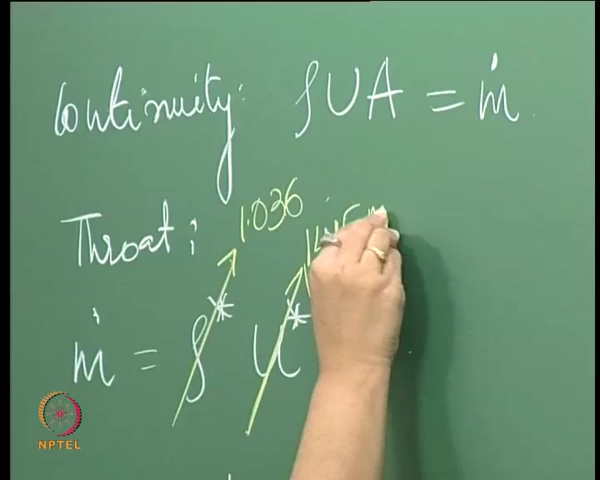 Continuity: ρUA = ṁ
1.036
Throat:
ṁ = ρ* U*
NPTEL